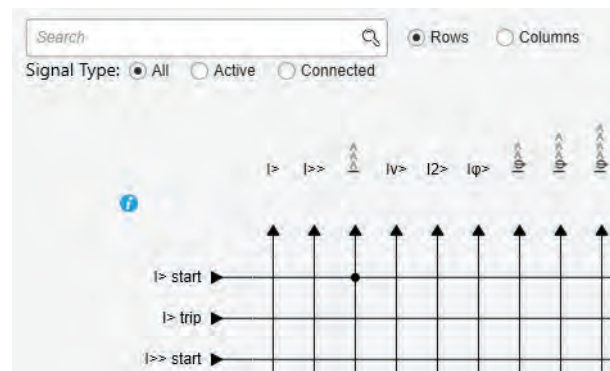 Search
Rows
Columns
Signal Type:
All
Active
Connected
I>
I>>
I>>>
Iv>
I2>
Iφ>
i
I> start
I> trip
I>> start